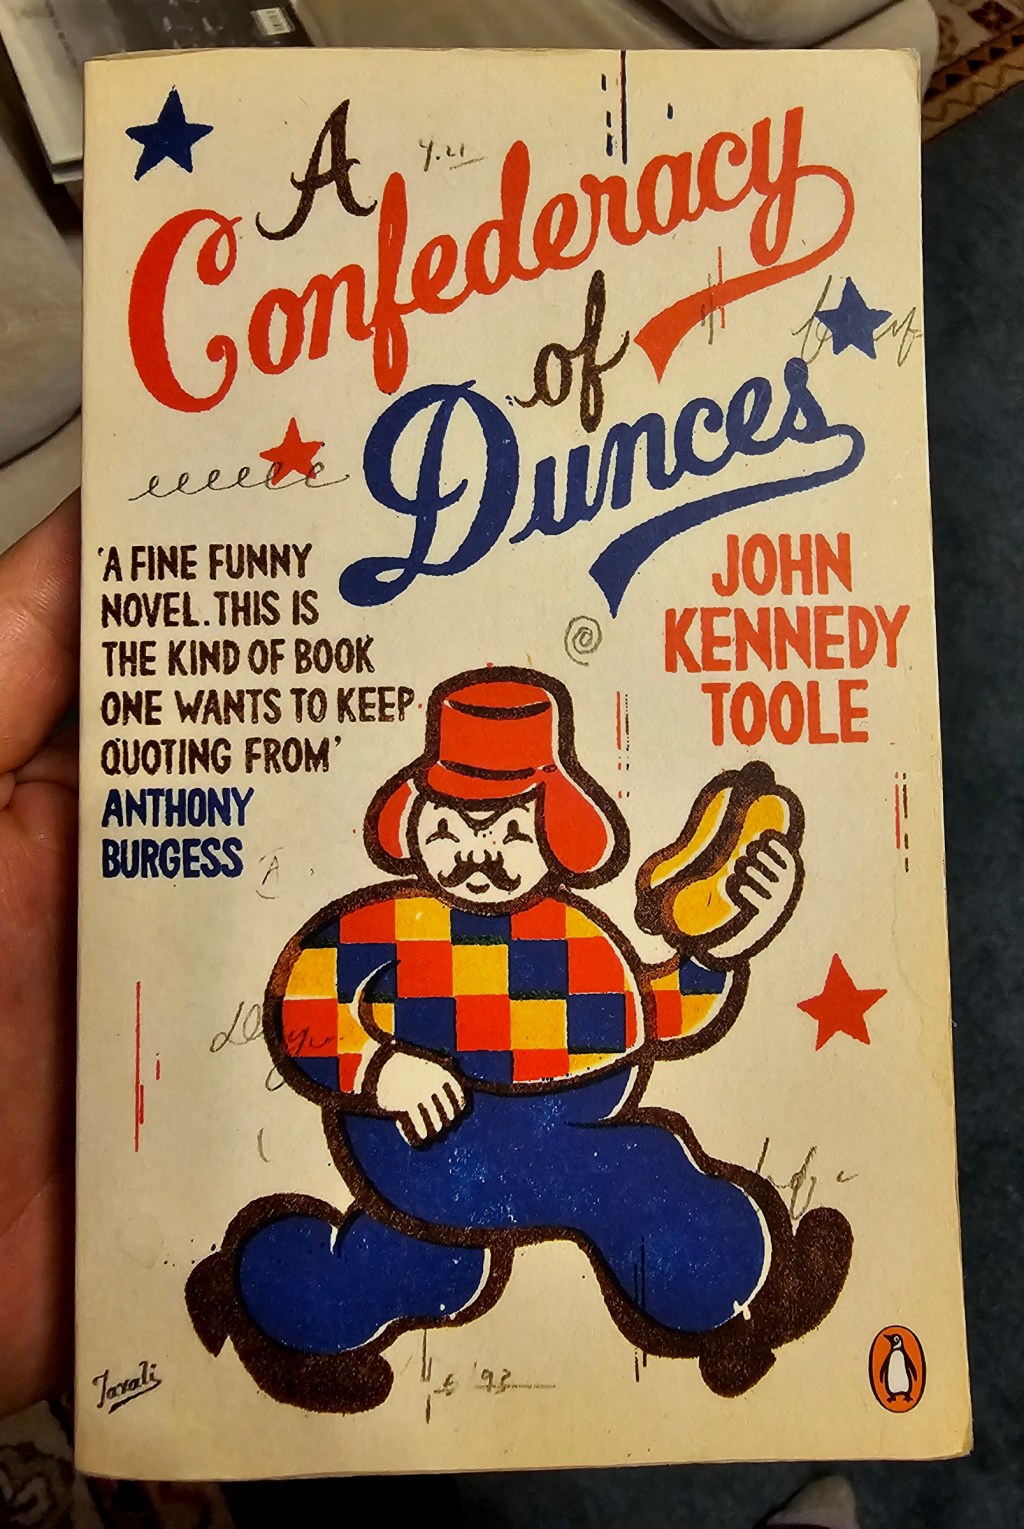 A
Confederacy
of
Dunces
'A FINE FUNNY
NOVEL. THIS IS
THE KIND OF BOOK
ONE WANTS TO KEEP
QUOTING FROM'
ANTHONY
BURGESS
JOHN
KENNEDY
TOOLE
Taxali